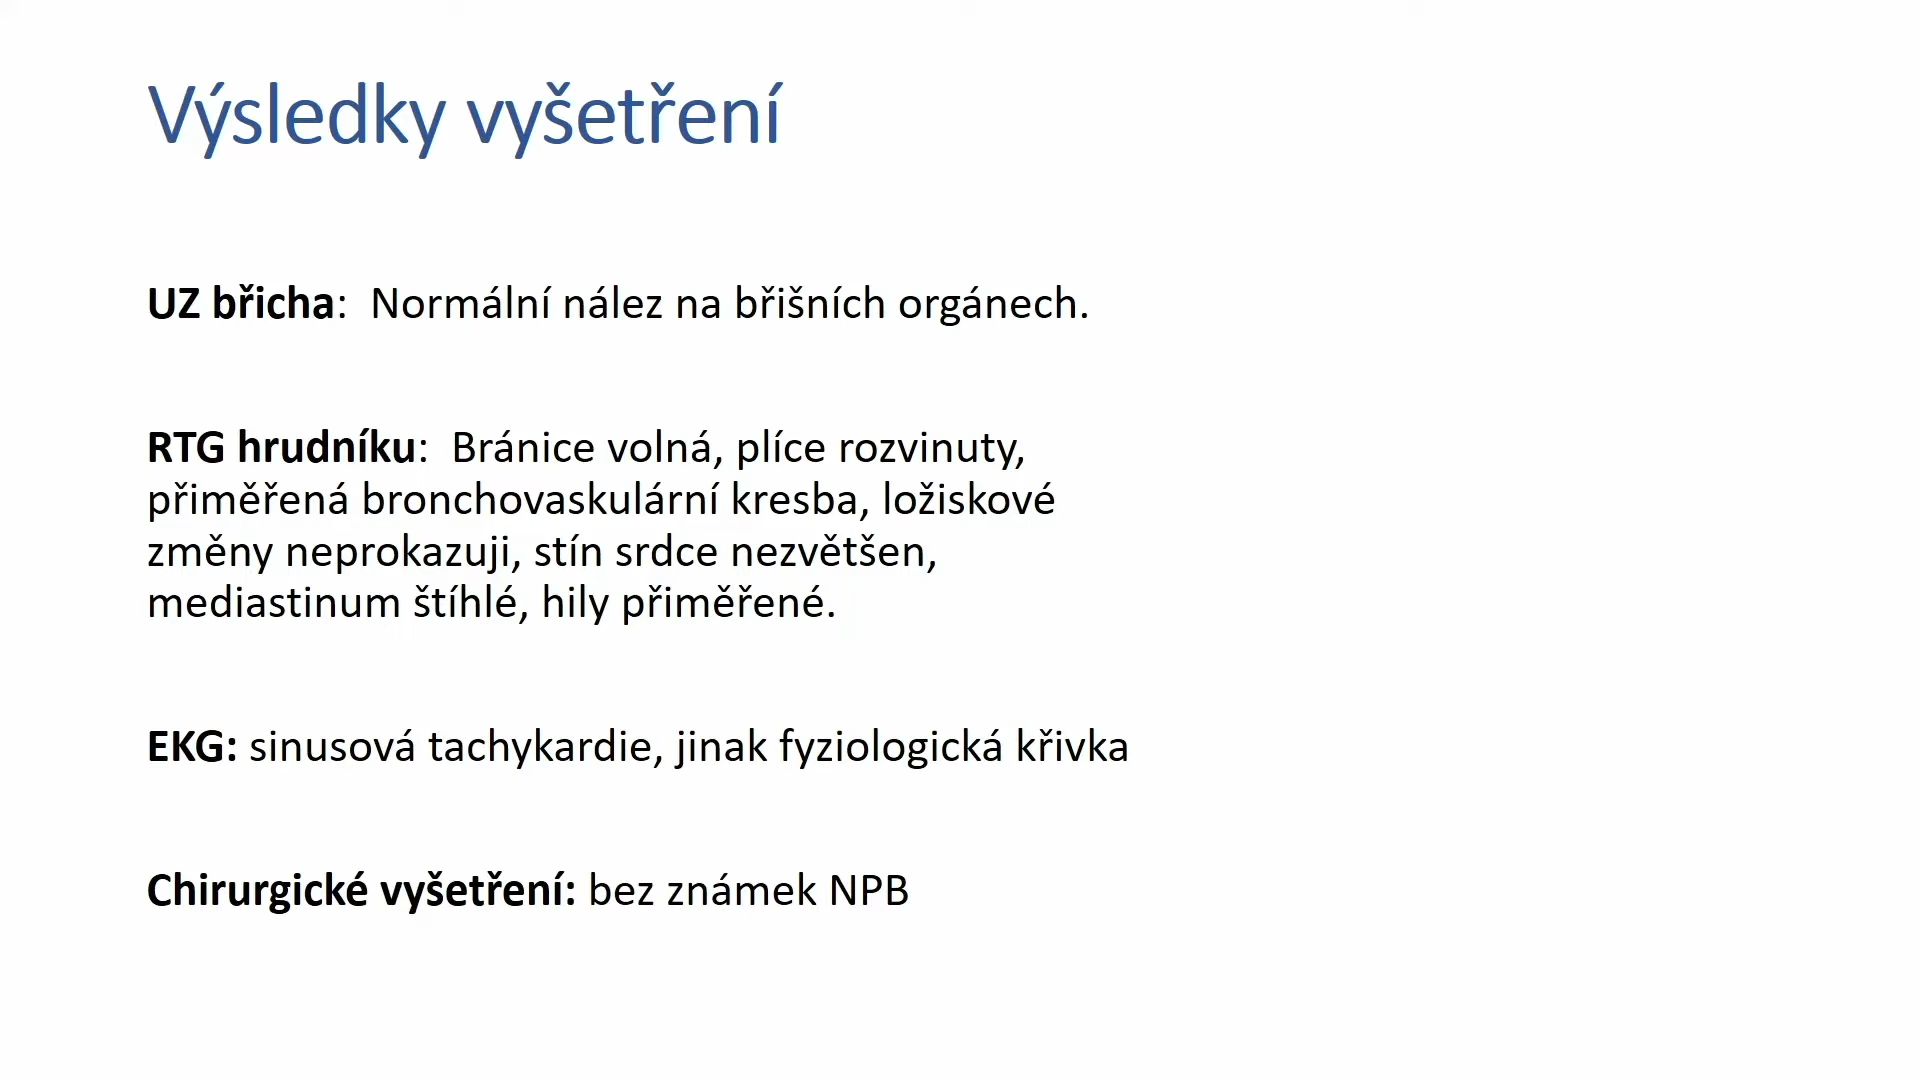 Výsledky vyšetření
UZ břicha:  Normální nález na břišních orgánech.
RTG hrudníku:  Bránice volná, plíce rozvinuty,
přiměřená bronchovaskulární kresba, ložiskové
změny neprokazuji, stín srdce nezvětšen,
mediastinum štíhlé, hily přiměřené.
EKG: sinusová tachykardie, jinak fyziologická křivka
Chirurgické vyšetření: bez známek NPB